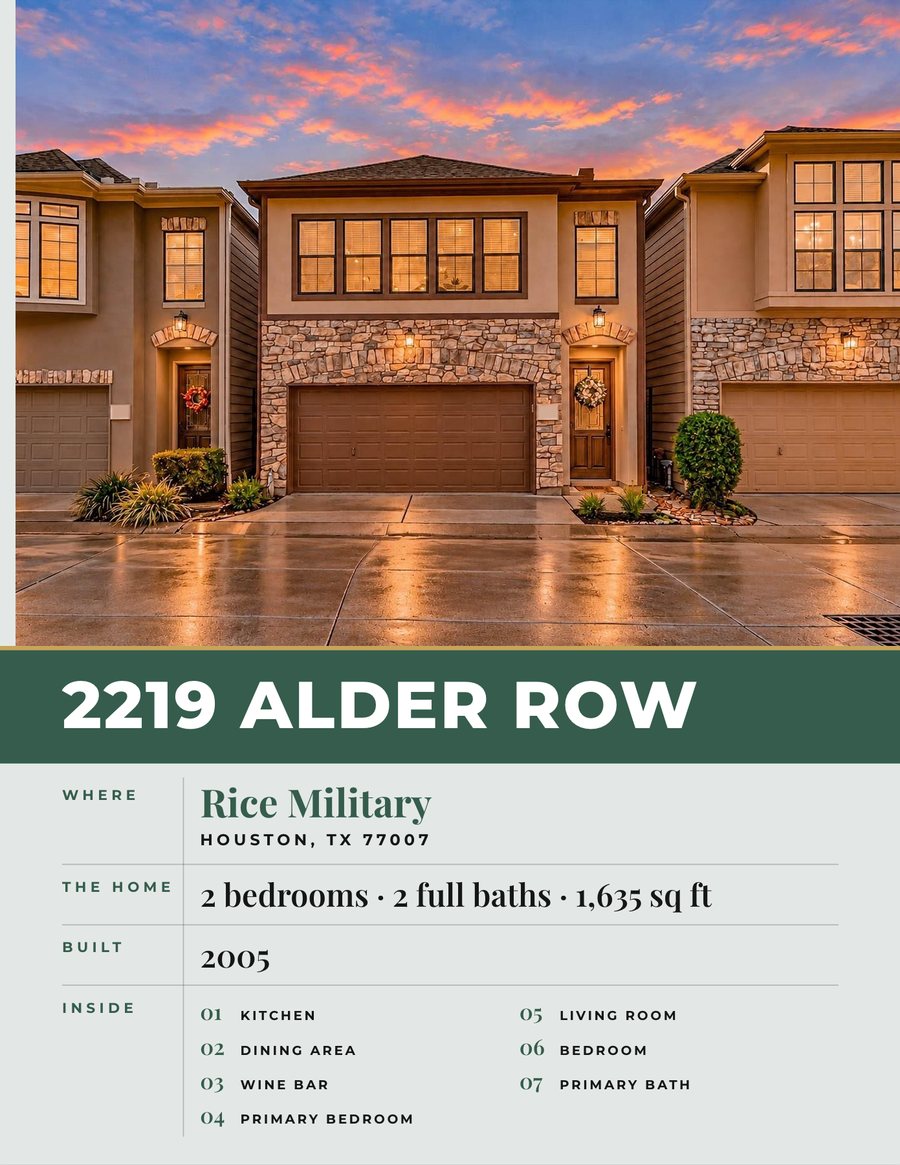 2219 ALDER ROW
WHERE
Rice Military
HOUSTON, TX 77007
THE HOME
2 bedrooms · 2 full baths · 1,635 sq ft
BUILT
2005
INSIDE
01 KITCHEN
02 DINING AREA
03 WINE BAR
04 PRIMARY BEDROOM
05 LIVING ROOM
06 BEDROOM
07 PRIMARY BATH